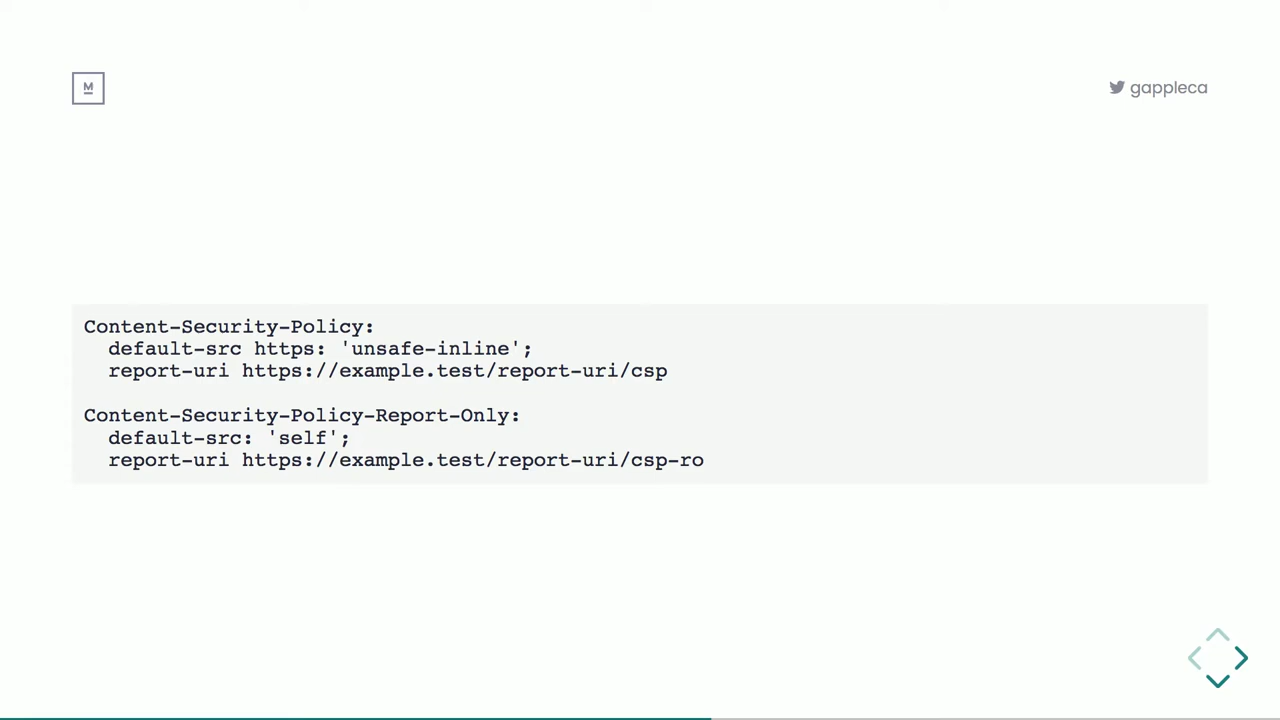 M
gappleca
Content-Security-Policy:
default-src https: 'unsafe-inline';
report-uri https://example.test/report-uri/csp
Content-Security-Policy-Report-Only:
default-src: 'self';
report-uri https://example.test/report-uri/csp-ro